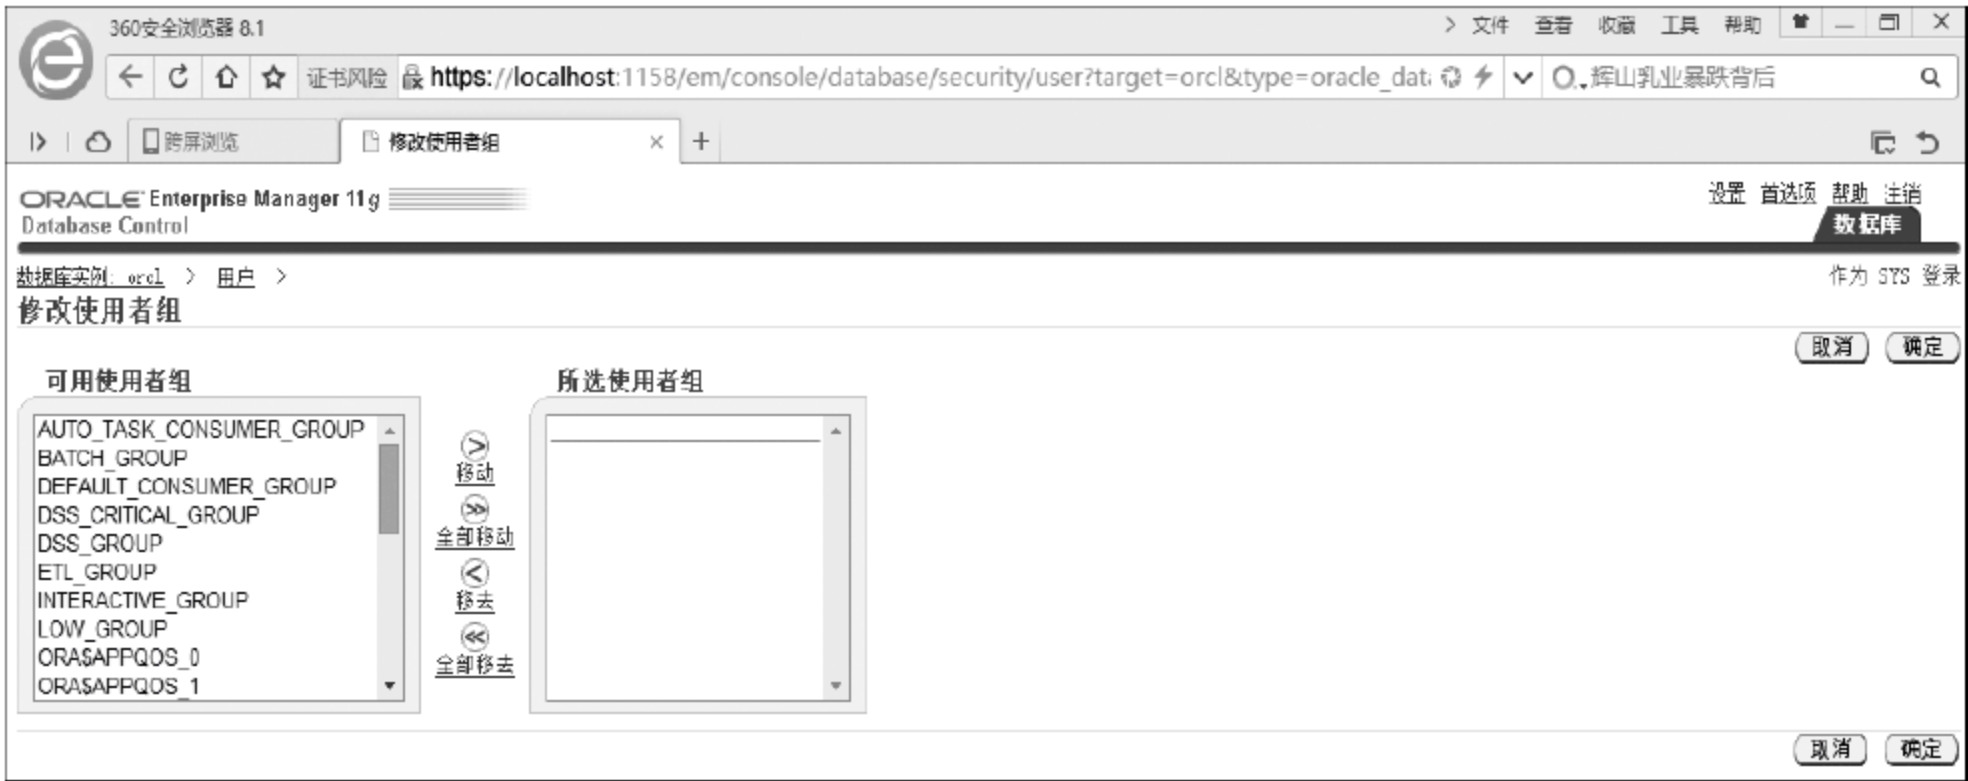 360安全浏览器 8.1
文件 查看 收藏 工具 帮助
证书风险 https://localhost:1158/em/console/database/security/user?target=orcl&type=oracle_data
辉山乳业暴跌背后
跨屏浏览
修改使用者组
ORACLE Enterprise Manager 11g
Database Control
设置 首选项 帮助 注销
数据库
数据库实例: orcl > 用户 >
作为 SYS 登录
修改使用者组
取消 确定
可用使用者组
AUTO_TASK_CONSUMER_GROUP
BATCH_GROUP
DEFAULT_CONSUMER_GROUP
DSS_CRITICAL_GROUP
DSS_GROUP
ETL_GROUP
INTERACTIVE_GROUP
LOW_GROUP
ORA$APPQOS_0
ORA$APPQOS_1
移动
全部移动
移去
全部移去
所选使用者组
取消 确定